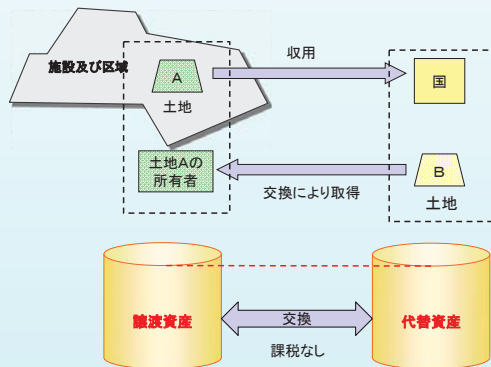 施設及び区域
A
土地
収用
国
土地Aの
所有者
交換により取得
B
土地
譲渡資産
交換
代替資産
課税なし